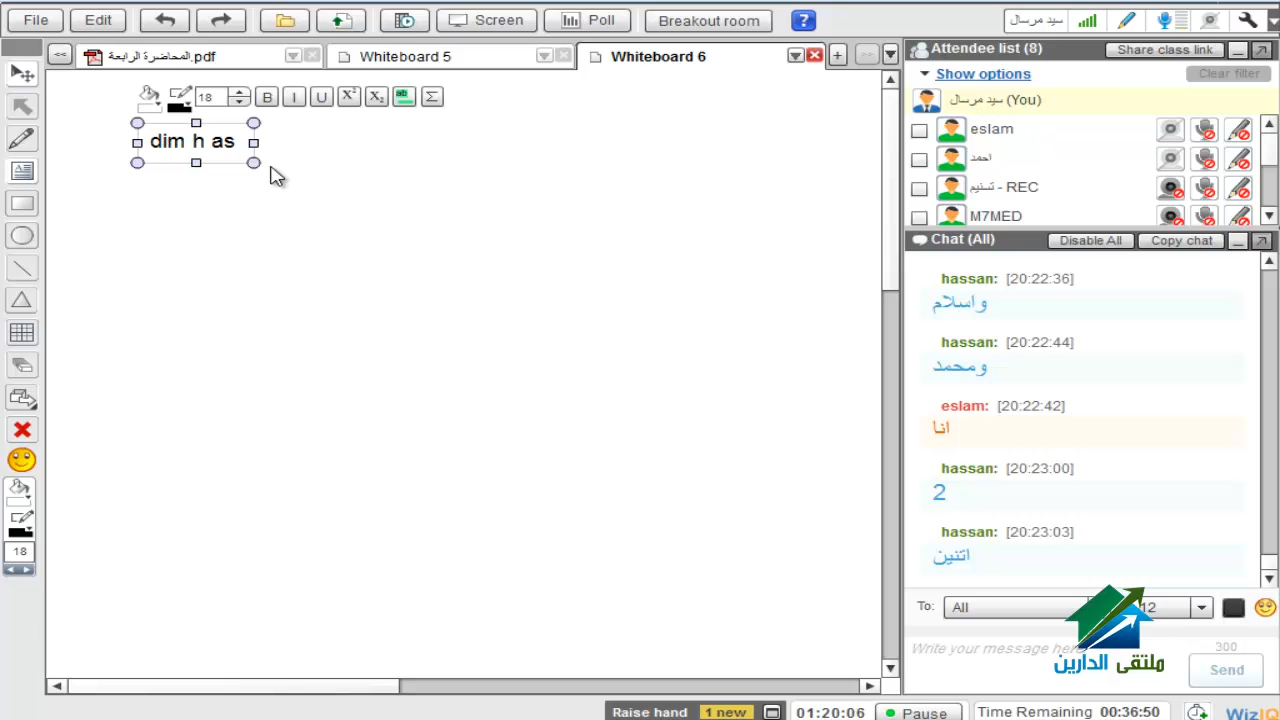 File Edit Screen Poll Breakout room ? سيد مرسال
<< المحاضرة الرابعة.pdf Whiteboard 5 Whiteboard 6 + >>
Attendee list (8) Share class link
Show options Clear filter
سيد مرسال (You)
eslam
احمد
تسنيم - REC
M7MED
18 B I U X² X₂ ab Σ
dim h as
18
Chat (All) Disable All Copy chat
hassan: [20:22:36]
واسلام
hassan: [20:22:44]
ومحمد
eslam: [20:22:42]
انا
hassan: [20:23:00]
2
hassan: [20:23:03]
اتنين
To: All 12
Write your message here 300
Send
ملتقى الدارين
Raise hand 1 new 01:20:06 Pause Time Remaining 00:36:50 WizIQ